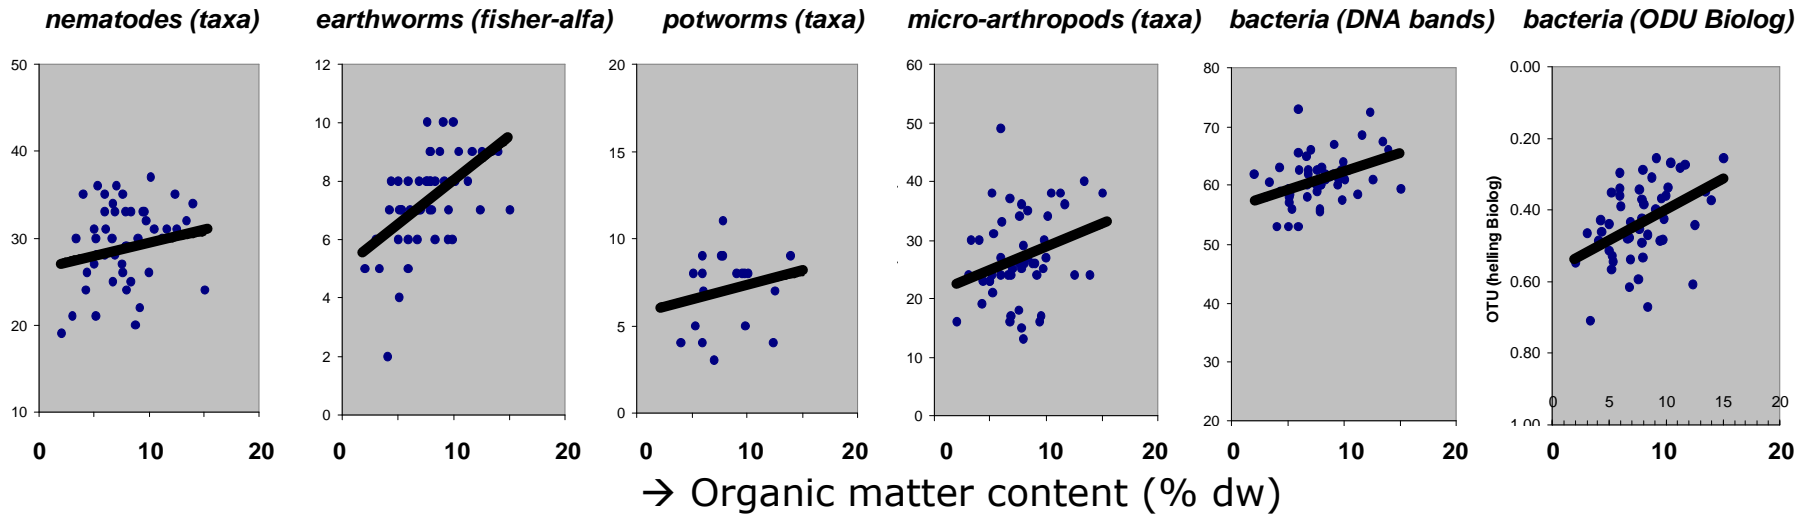 nematodes (taxa)
earthworms (fisher-alfa)
potworms (taxa)
micro-arthropods (taxa)
bacteria (DNA bands)
bacteria (ODU Biolog)
50
40
30
20
10
0 10 20
12
10
8
6
4
2
0
0 10 20
20
15
10
5
0
0 10 20
60
50
40
30
20
10
0
0 10 20
80
70
60
50
40
30
20
0 10 20
OTU (helling Biolog)
0.00
0.20
0.40
0.60
0.80
1.00
0 5 10 15 20
0 10 20
→ Organic matter content (% dw)